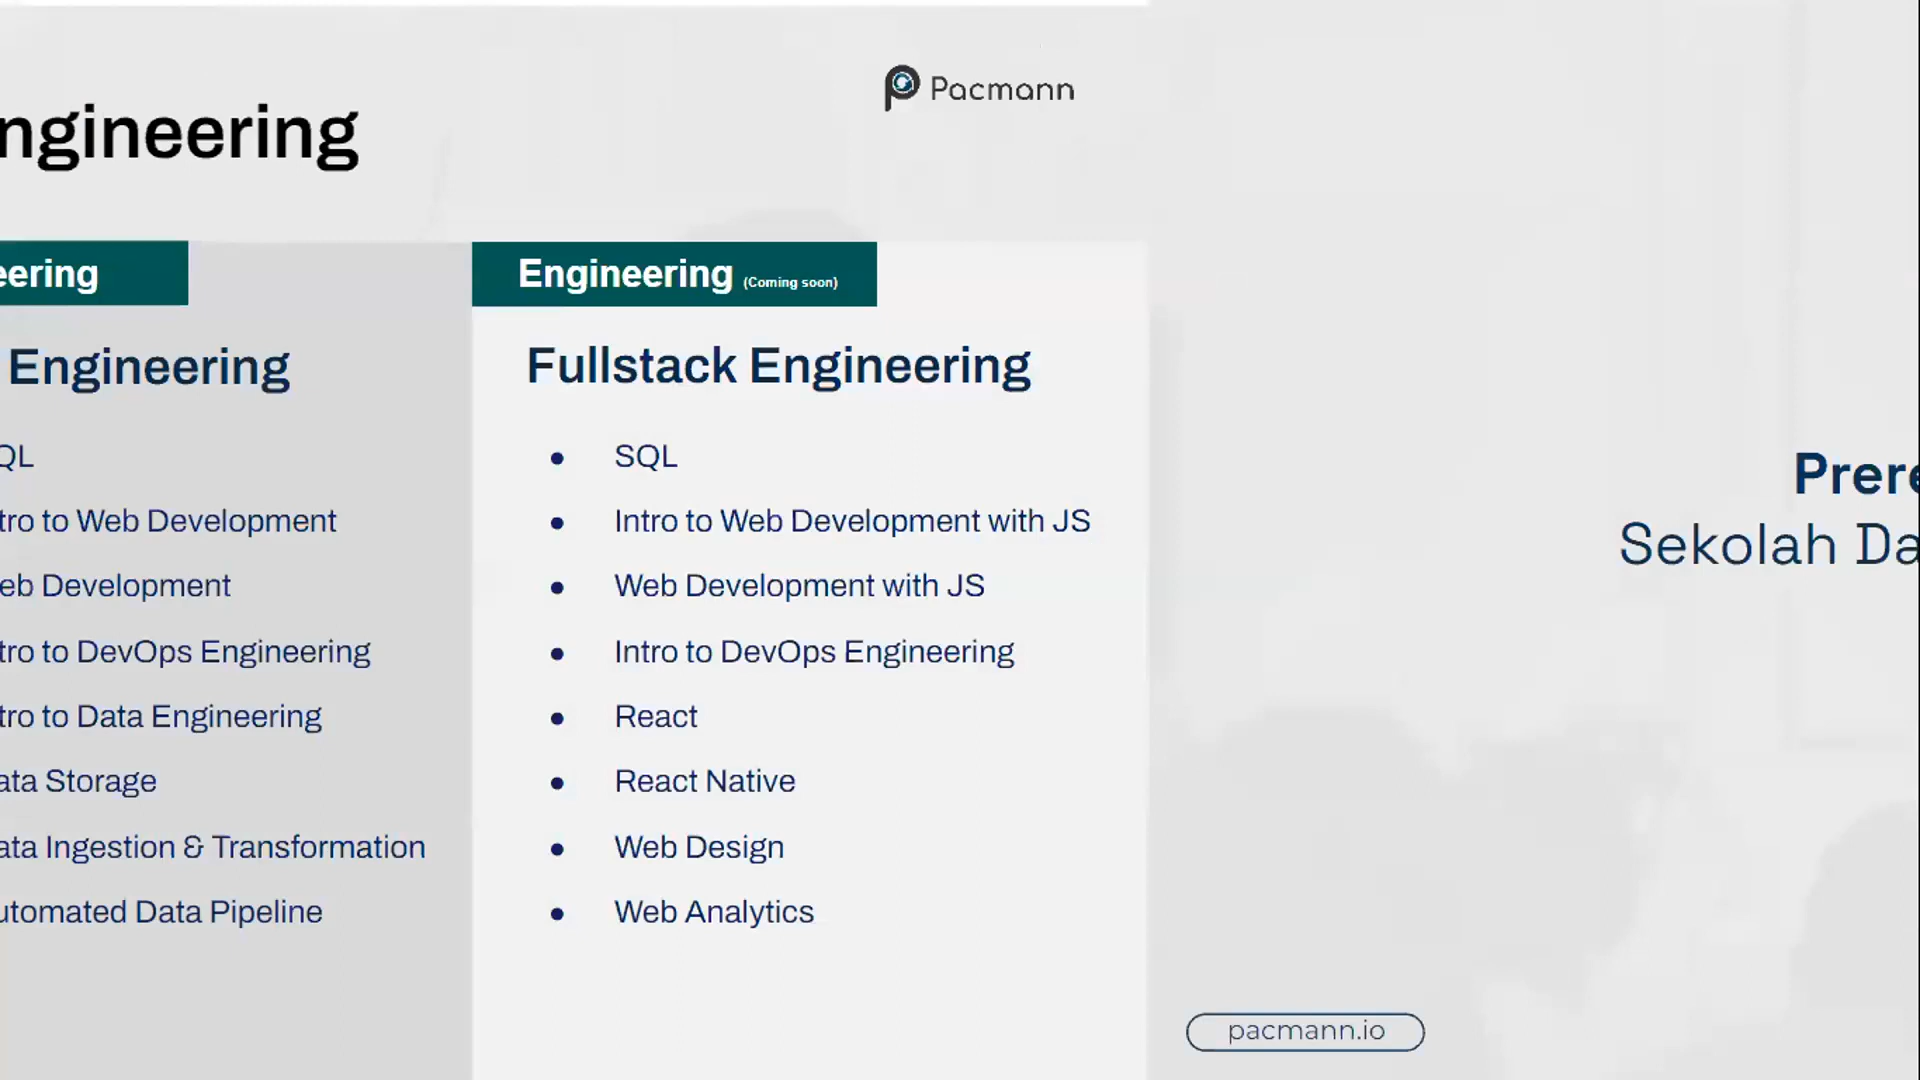 ngineering
Pacmann
eering
Engineering
QL
tro to Web Development
eb Development
tro to DevOps Engineering
tro to Data Engineering
ata Storage
ata Ingestion & Transformation
utomated Data Pipeline
Engineering (Coming soon)
Fullstack Engineering
• SQL
• Intro to Web Development with JS
• Web Development with JS
• Intro to DevOps Engineering
• React
• React Native
• Web Design
• Web Analytics
Prere
Sekolah Da
pacmann.io